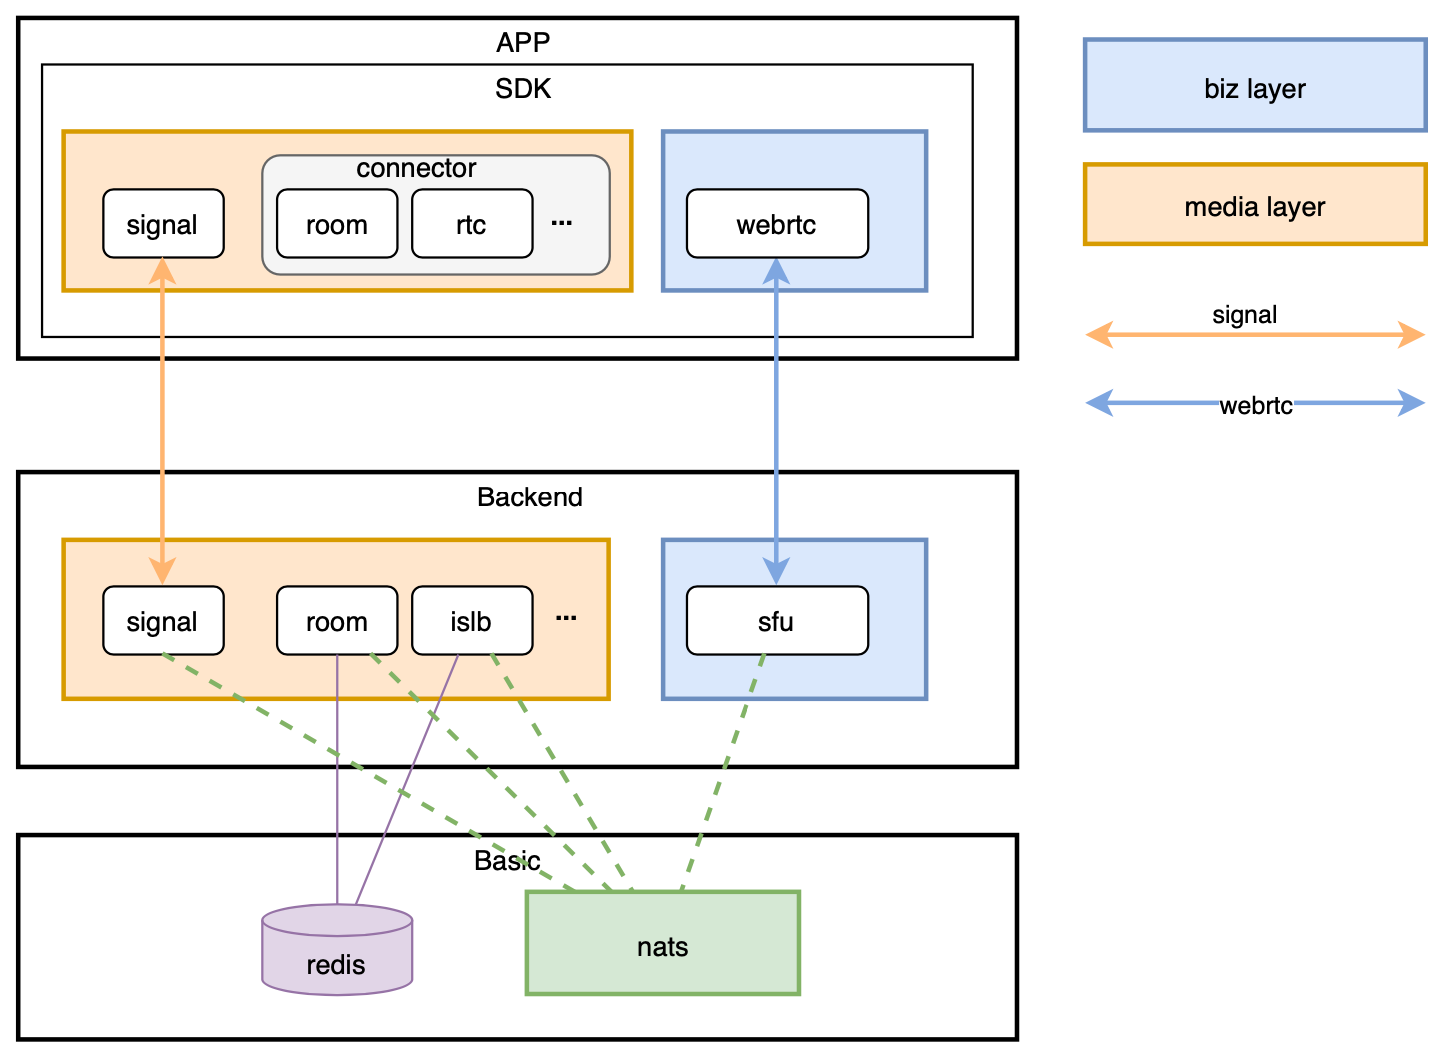 APP
SDK
connector
signal
room
rtc
...
webrtc
biz layer
media layer
signal
webrtc
Backend
signal
room
islb
...
sfu
Basic
redis
nats